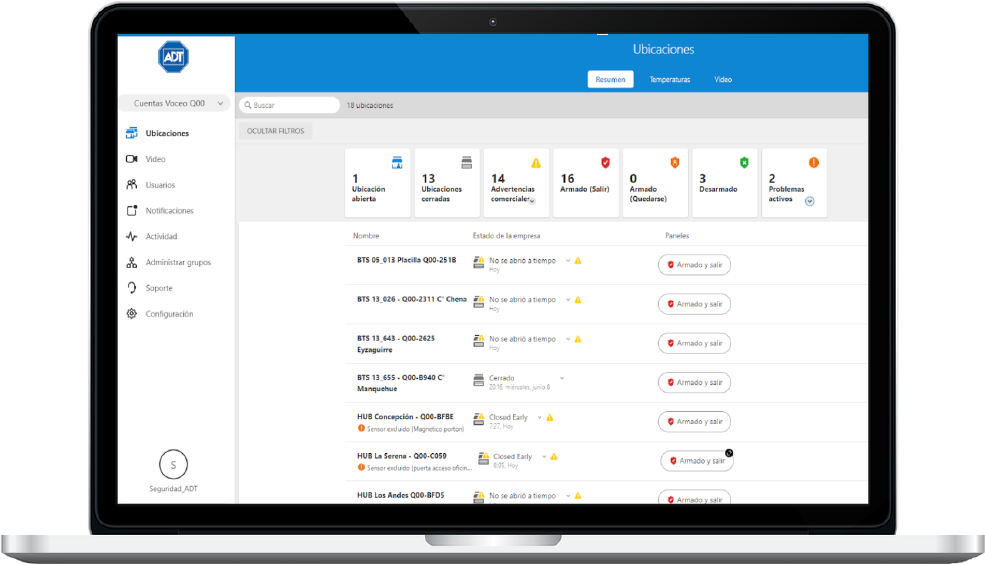 ADT
Ubicaciones
Resumen
Temperaturas
Video
Cuentas Voceo Q00
Buscar
18 ubicaciones
OCULTAR FILTROS
Ubicaciones
Video
Usuarios
Notificaciones
Actividad
Administrar grupos
Soporte
Configuración
S
Seguridad_ADT
1
Ubicación
abierta
13
Ubicaciones
cerradas
14
Advertencias
comerciales
16
Armado (Salir)
0
Armado
(Quedarse)
3
Desarmado
2
Problemas
activos
Nombre
Estado de la empresa
Paneles
BTS 05_013 Placilla Q00-251B
No se abrió a tiempo
Hoy
Armado y salir
BTS 13_026 - Q00-2311 C° Chena
No se abrió a tiempo
Hoy
Armado y salir
BTS 13_643 - Q00-2625
Eyzaguirre
No se abrió a tiempo
Hoy
Armado y salir
BTS 13_655 - Q00-B940 C°
Manquehue
Cerrado
20:18, miércoles, junio 8
Armado y salir
HUB Concepción - Q00-BFBE
Sensor excluido (Magnetico porton)
Closed Early
7:27, Hoy
Armado y salir
HUB La Serena - Q00-C059
Sensor excluido (puerta acceso oficin...
Closed Early
8:05, Hoy
Armado y salir
HUB Los Andes Q00-BFD5
No se abrió a tiempo
Armado y salir